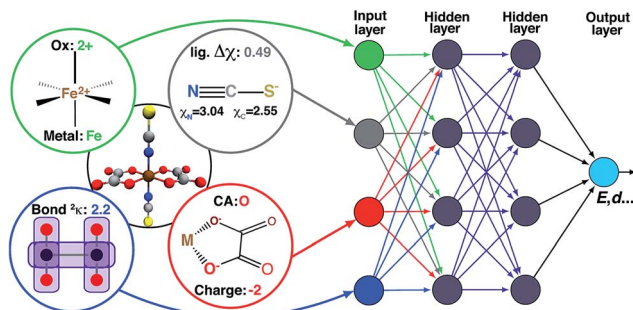 Input layer
Hidden layer
Hidden layer
Output layer
Ox: 2+
Fe²⁺
Metal: Fe
lig. Δχ: 0.49
N C S⁻
χN=3.04 χC=2.55
Bond ²κ: 2.2
CA: O
O O
M
O⁻ O
Charge: -2
E,d...